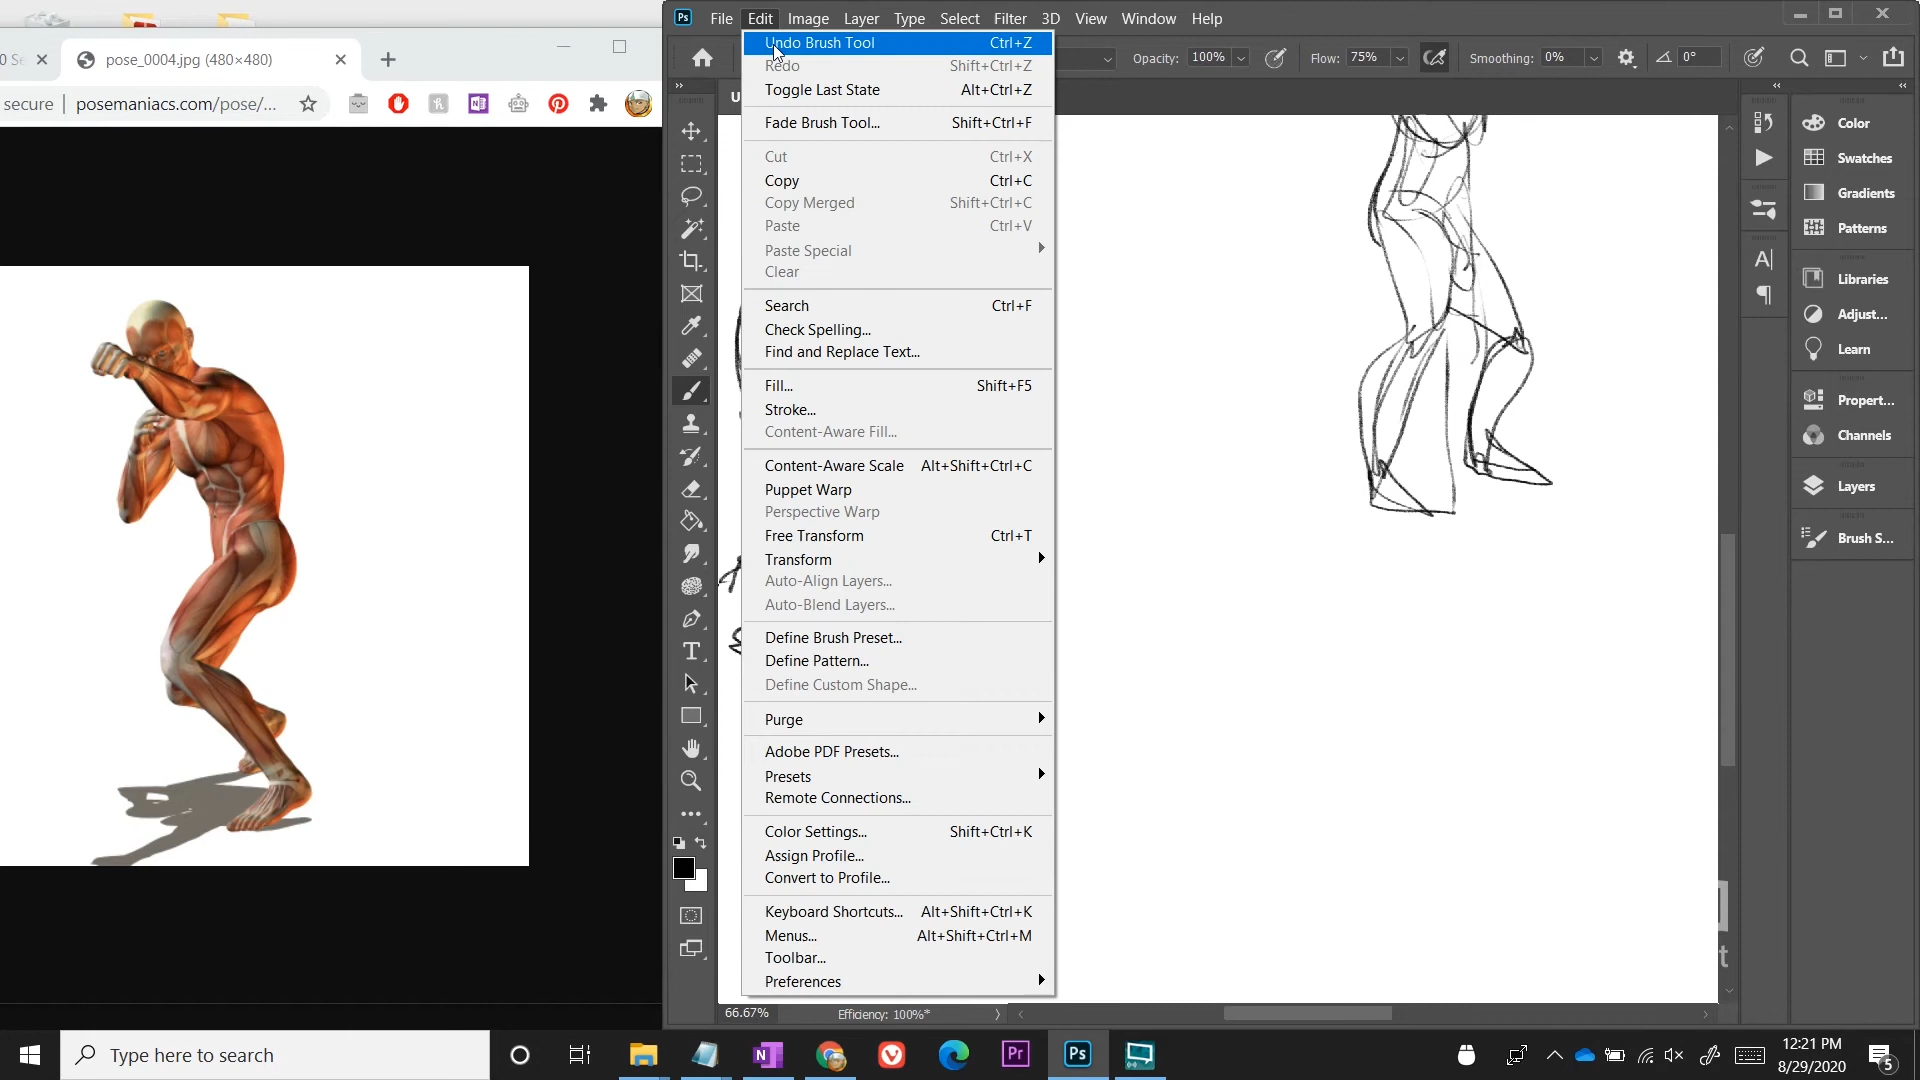 Ps File Edit Image Layer Type Select Filter 3D View Window Help
pose_0004.jpg (480×480)
secure | posemaniacs.com/pose/...
Opacity: 100% Flow: 75% Smoothing: 0% 0°
Undo Brush Tool Ctrl+Z
Redo Shift+Ctrl+Z
Toggle Last State Alt+Ctrl+Z
Fade Brush Tool... Shift+Ctrl+F
Cut Ctrl+X
Copy Ctrl+C
Copy Merged Shift+Ctrl+C
Paste Ctrl+V
Paste Special
Clear
Search Ctrl+F
Check Spelling...
Find and Replace Text...
Fill... Shift+F5
Stroke...
Content-Aware Fill...
Content-Aware Scale Alt+Shift+Ctrl+C
Puppet Warp
Perspective Warp
Free Transform Ctrl+T
Transform
Auto-Align Layers...
Auto-Blend Layers...
Define Brush Preset...
Define Pattern...
Define Custom Shape...
Purge
Adobe PDF Presets...
Presets
Remote Connections...
Color Settings... Shift+Ctrl+K
Assign Profile...
Convert to Profile...
Keyboard Shortcuts... Alt+Shift+Ctrl+K
Menus... Alt+Shift+Ctrl+M
Toolbar...
Preferences
Color
Swatches
Gradients
Patterns
Libraries
Adjust...
Learn
Propert...
Channels
Layers
Brush S...
66.67% Efficiency: 100%*
Type here to search
Pr Ps
12:21 PM
8/29/2020
5